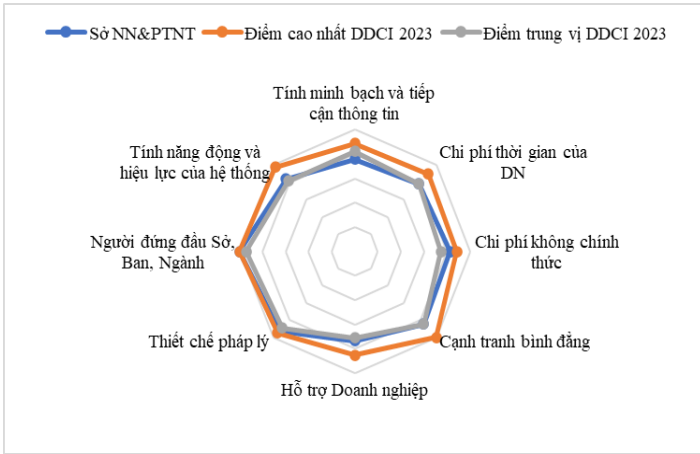 Sở NN&PTNT Điểm cao nhất DDCI 2023 Điểm trung vị DDCI 2023
Tính minh bạch và tiếp
cận thông tin
Chi phí thời gian của
DN
Chi phí không chính
thức
Cạnh tranh bình đẳng
Hỗ trợ Doanh nghiệp
Thiết chế pháp lý
Người đứng đầu Sở,
Ban, Ngành
Tính năng động và
hiệu lực của hệ thống